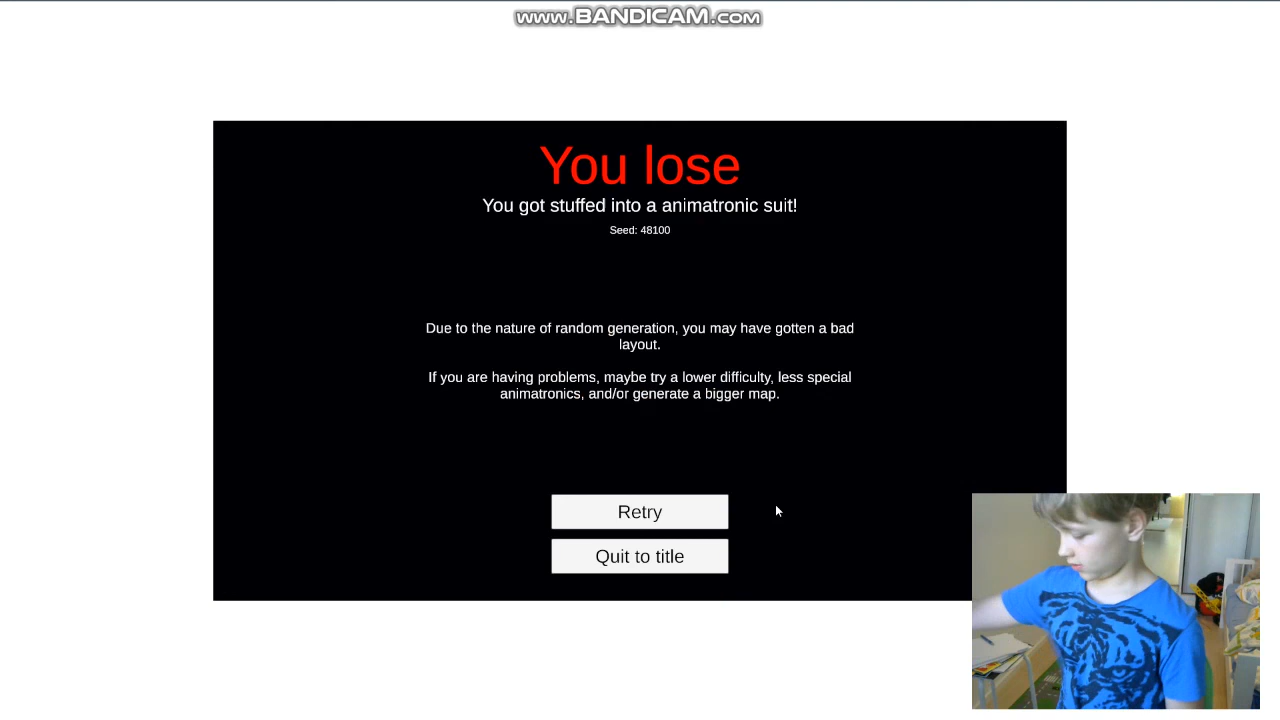 www.BANDICAM.COM
You lose
You got stuffed into a animatronic suit!
Seed: 48100
Due to the nature of random generation, you may have gotten a bad
layout.
If you are having problems, maybe try a lower difficulty, less special
animatronics, and/or generate a bigger map.
Retry
Quit to title